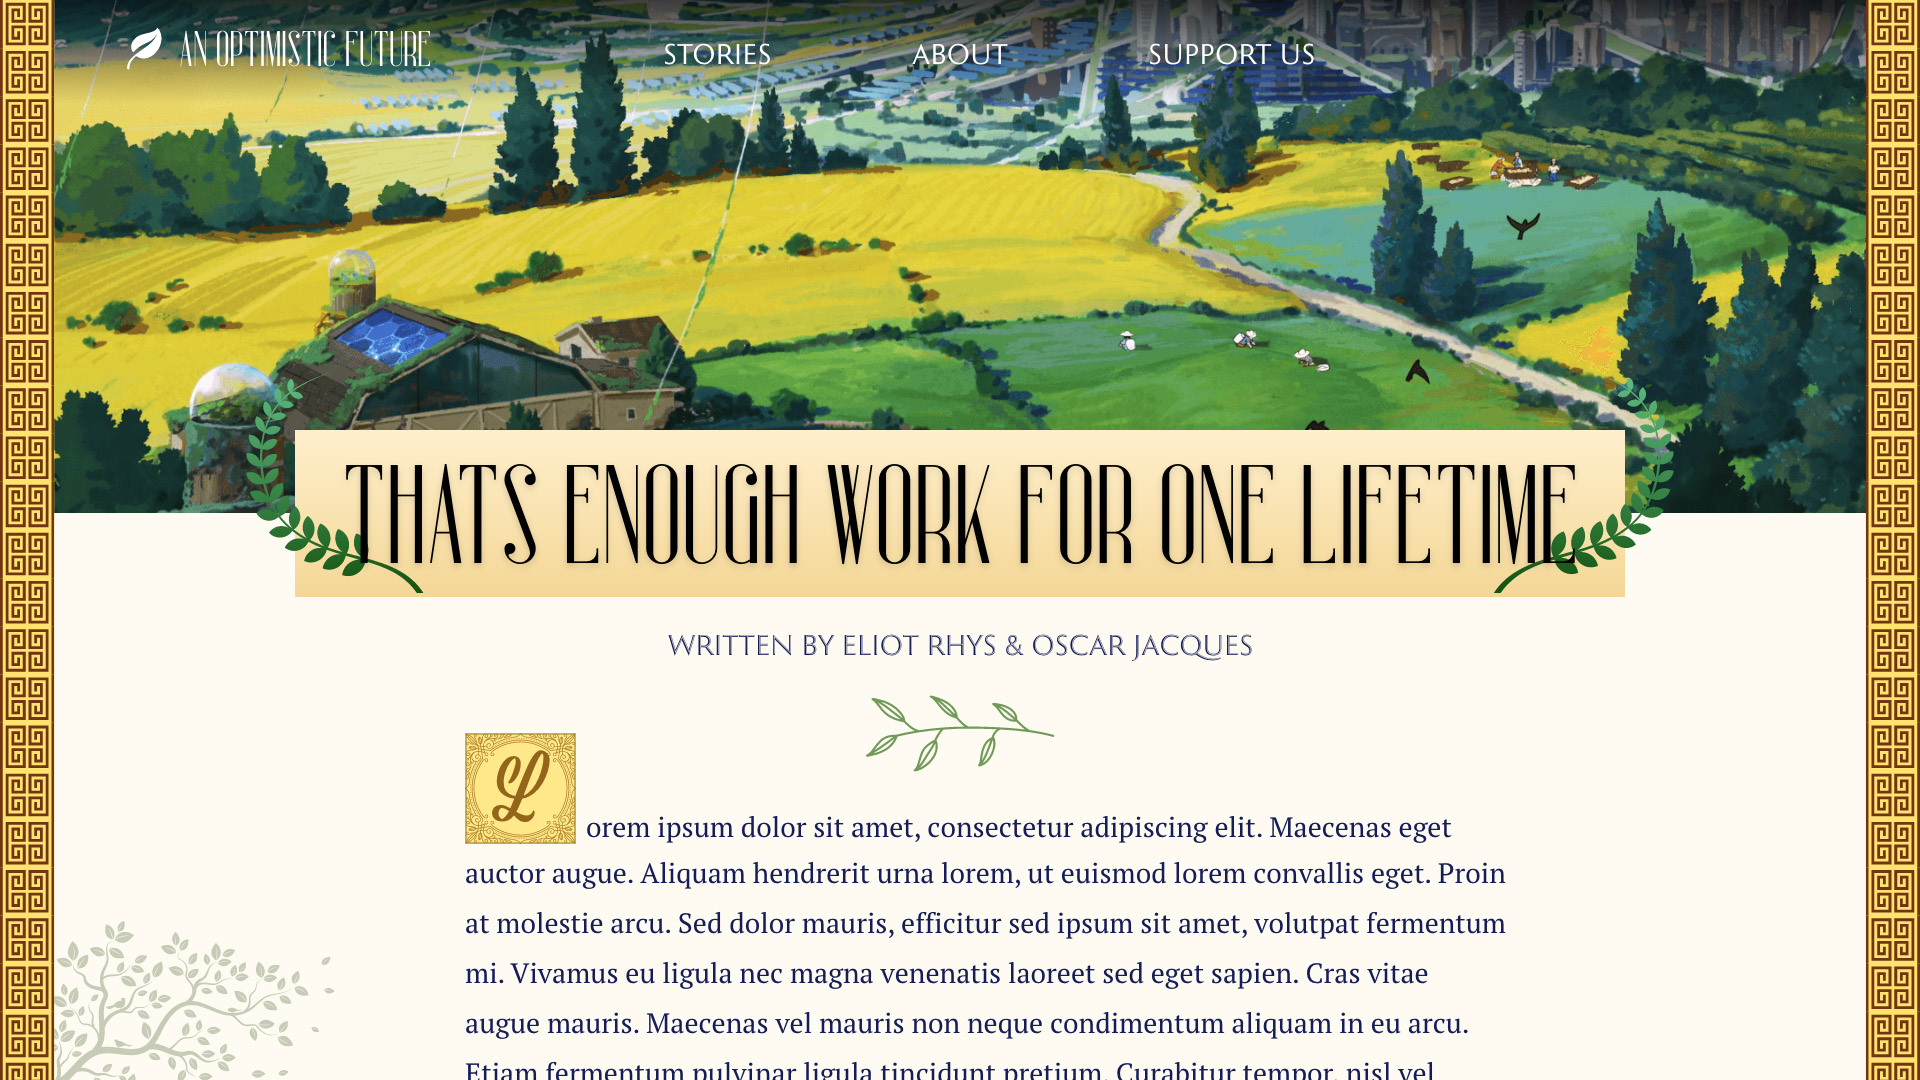 AN OPTIMISTIC FUTURE
STORIES
ABOUT
SUPPORT US
THATS ENOUGH WORK FOR ONE LIFETIME
WRITTEN BY ELIOT RHYS & OSCAR JACQUES
Lorem ipsum dolor sit amet, consectetur adipiscing elit. Maecenas eget
auctor augue. Aliquam hendrerit urna lorem, ut euismod lorem convallis eget. Proin
at molestie arcu. Sed dolor mauris, efficitur sed ipsum sit amet, volutpat fermentum
mi. Vivamus eu ligula nec magna venenatis laoreet sed eget sapien. Cras vitae
augue mauris. Maecenas vel mauris non neque condimentum aliquam in eu arcu.
Etiam fermentum pulvinar ligula tincidunt pretium. Curabitur tempor, nisl vel